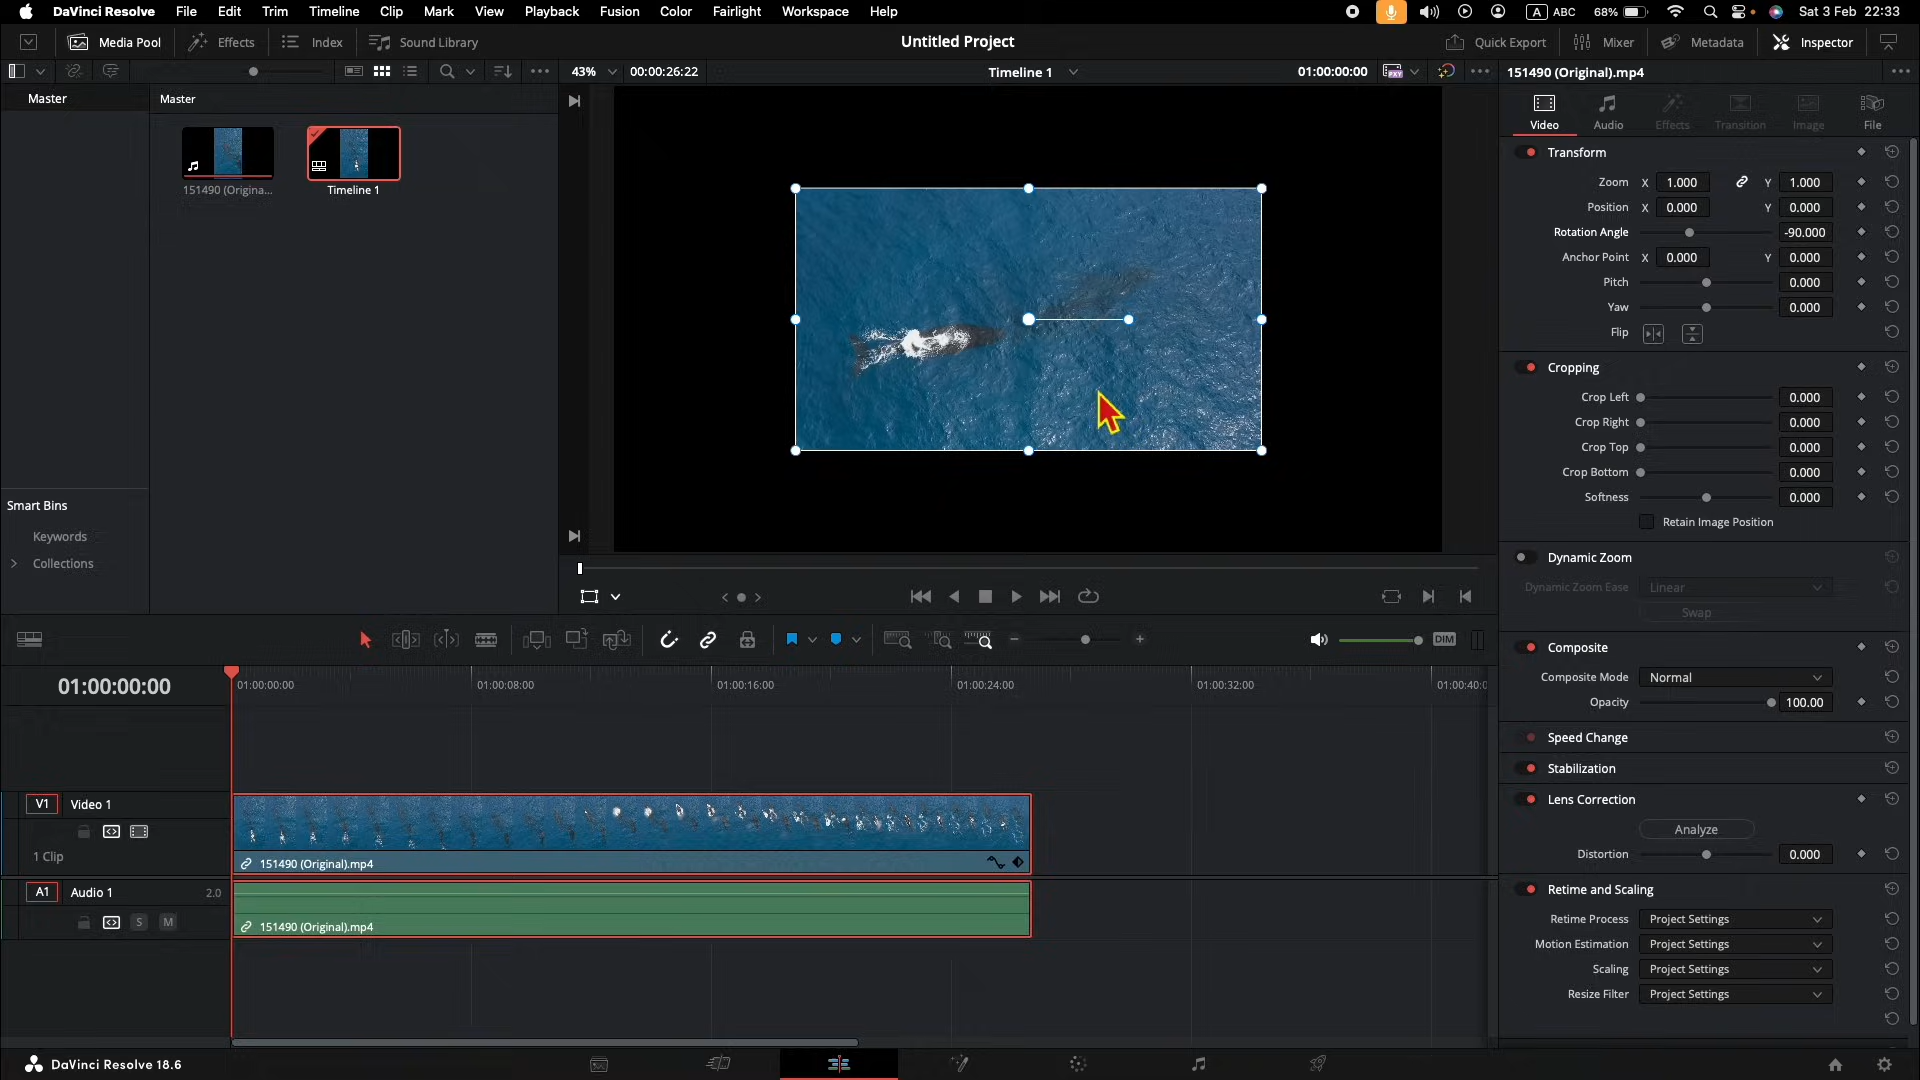 DaVinci Resolve File Edit Trim Timeline Clip Mark View Playback Fusion Color Fairlight Workspace Help A ABC 68% Sat 3 Feb 22:33
Media Pool Effects Index Sound Library Untitled Project Quick Export Mixer Metadata Inspector
43% 00:00:26:22 Timeline 1 01:00:00:00 151490 (Original).mp4
Master Master
151490 (Origina... Timeline 1
Smart Bins
Keywords
Collections
Video Audio Effects Transition Image File
Transform
Zoom X 1.000 Y 1.000
Position X 0.000 Y 0.000
Rotation Angle -90.000
Anchor Point X 0.000 Y 0.000
Pitch 0.000
Yaw 0.000
Flip
Cropping
Crop Left 0.000
Crop Right 0.000
Crop Top 0.000
Crop Bottom 0.000
Softness 0.000
Retain Image Position
Dynamic Zoom
Dynamic Zoom Ease Linear
Swap
Composite
Composite Mode Normal
Opacity 100.00
Speed Change
Stabilization
Lens Correction
Analyze
Distortion 0.000
Retime and Scaling
Retime Process Project Settings
Motion Estimation Project Settings
Scaling Project Settings
Resize Filter Project Settings
DIM
01:00:00:00 01:00:00:00 01:00:08:00 01:00:16:00 01:00:24:00 01:00:32:00 01:00:40:0
V1 Video 1
1 Clip
151490 (Original).mp4
A1 Audio 1 2.0
S M
151490 (Original).mp4
DaVinci Resolve 18.6